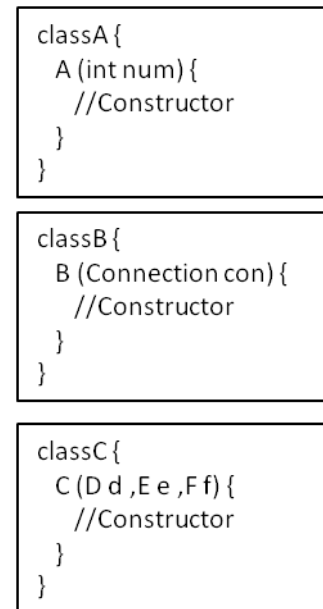 classA {
A (int num) {
//Constructor
}
}
classB {
B (Connection con) {
//Constructor
}
}
classC {
C (D d ,E e ,F f) {
//Constructor
}
}